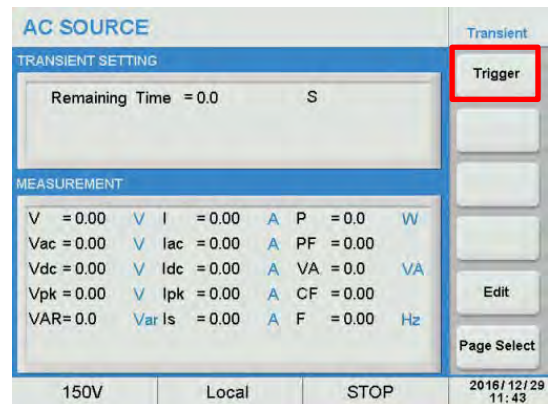 AC SOURCE
Transient
TRANSIENT SETTING
Trigger
Remaining Time = 0.0 S
MEASUREMENT
V = 0.00 V I = 0.00 A P = 0.0 W
Vac = 0.00 V Iac = 0.00 A PF = 0.00
Vdc = 0.00 V Idc = 0.00 A VA = 0.0 VA
Vpk = 0.00 V Ipk = 0.00 A CF = 0.00
Edit
VAR= 0.0 Var Is = 0.00 A F = 0.00 Hz
Page Select
150V Local STOP 2016/12/29
11:43